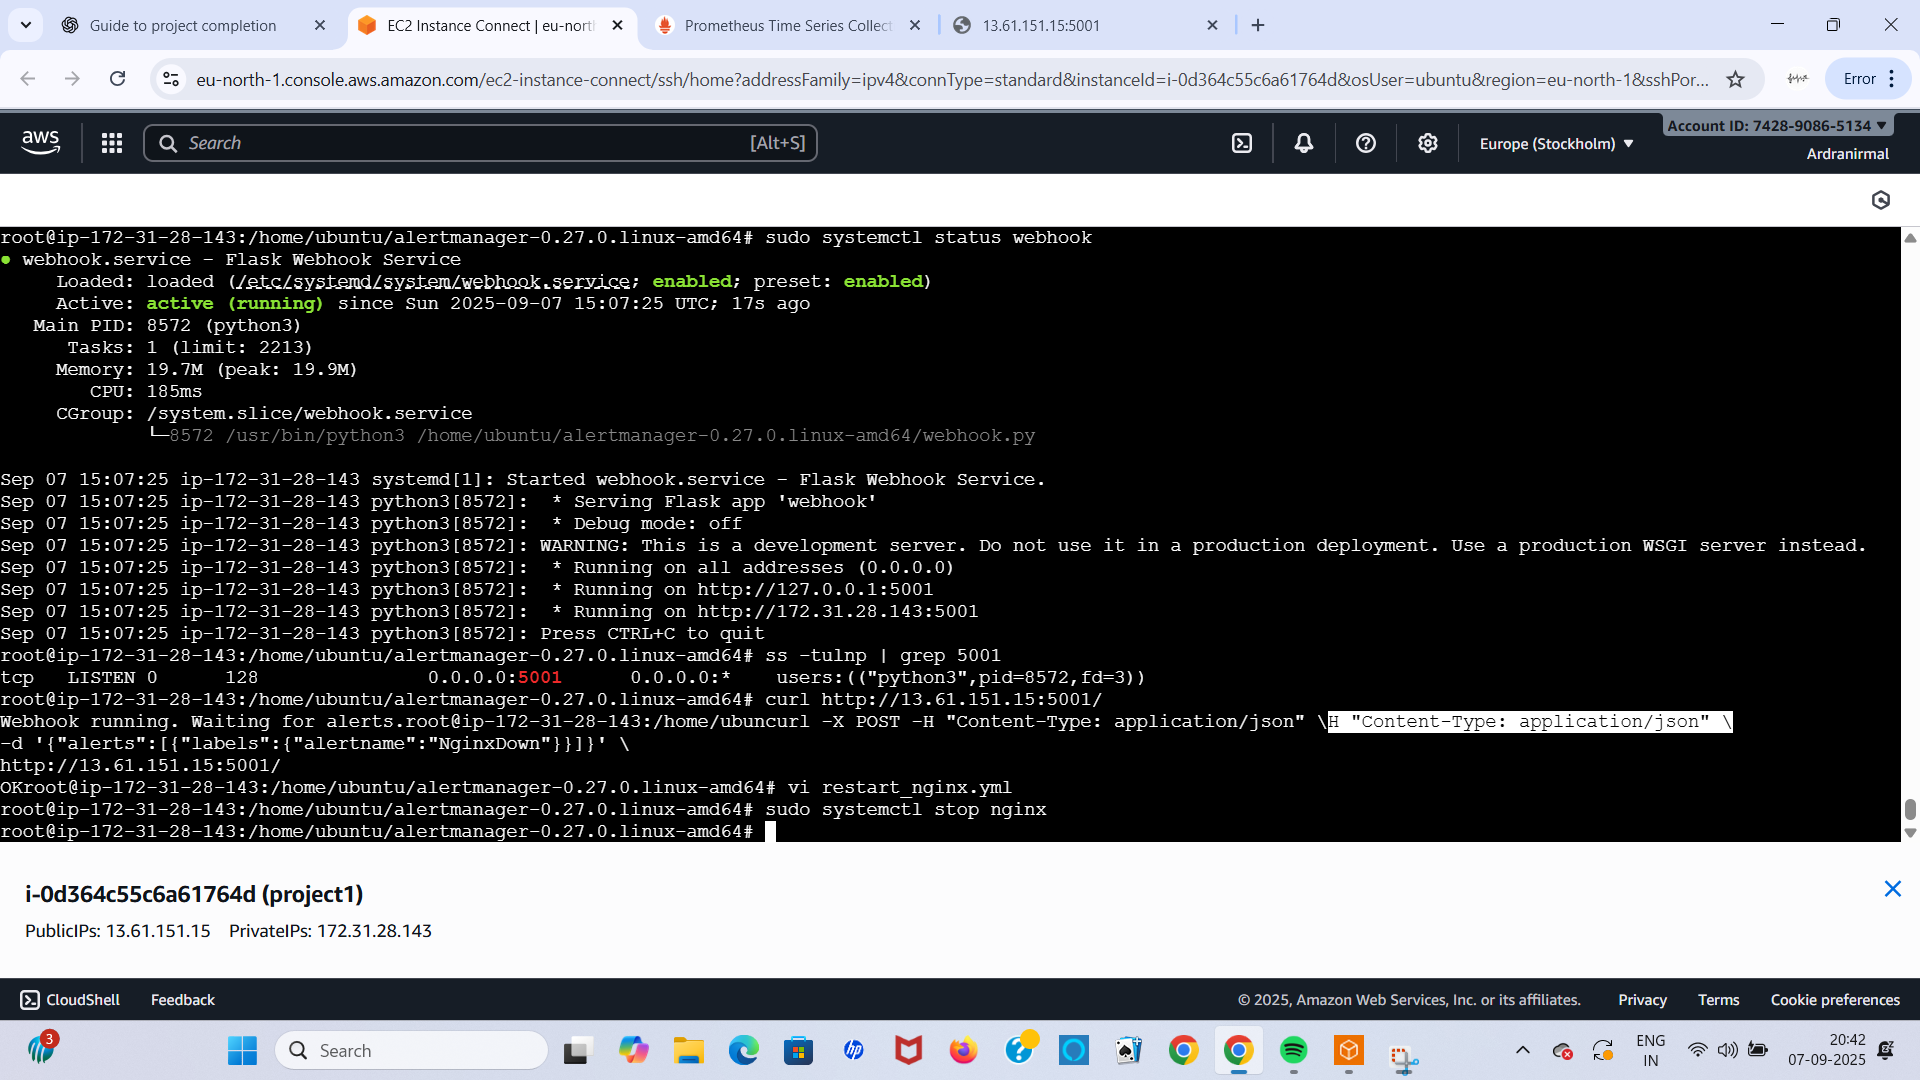 Guide to project completion
EC2 Instance Connect | eu-nort
Prometheus Time Series Collect
13.61.151.15:5001
eu-north-1.console.aws.amazon.com/ec2-instance-connect/ssh/home?addressFamily=ipv4&connType=standard&instanceId=i-0d364c55c6a61764d&osUser=ubuntu&region=eu-north-1&sshPor...
Error
aws
Search
[Alt+S]
Europe (Stockholm)
Account ID: 7428-9086-5134
Ardranirmal
root@ip-172-31-28-143:/home/ubuntu/alertmanager-0.27.0.linux-amd64# sudo systemctl status webhook
● webhook.service - Flask Webhook Service
Loaded: loaded (/etc/systemd/system/webhook.service; enabled; preset: enabled)
Active: active (running) since Sun 2025-09-07 15:07:25 UTC; 17s ago
Main PID: 8572 (python3)
Tasks: 1 (limit: 2213)
Memory: 19.7M (peak: 19.9M)
CPU: 185ms
CGroup: /system.slice/webhook.service
└─8572 /usr/bin/python3 /home/ubuntu/alertmanager-0.27.0.linux-amd64/webhook.py
Sep 07 15:07:25 ip-172-31-28-143 systemd[1]: Started webhook.service - Flask Webhook Service.
Sep 07 15:07:25 ip-172-31-28-143 python3[8572]:  * Serving Flask app 'webhook'
Sep 07 15:07:25 ip-172-31-28-143 python3[8572]:  * Debug mode: off
Sep 07 15:07:25 ip-172-31-28-143 python3[8572]: WARNING: This is a development server. Do not use it in a production deployment. Use a production WSGI server instead.
Sep 07 15:07:25 ip-172-31-28-143 python3[8572]:  * Running on all addresses (0.0.0.0)
Sep 07 15:07:25 ip-172-31-28-143 python3[8572]:  * Running on http://127.0.0.1:5001
Sep 07 15:07:25 ip-172-31-28-143 python3[8572]:  * Running on http://172.31.28.143:5001
Sep 07 15:07:25 ip-172-31-28-143 python3[8572]: Press CTRL+C to quit
root@ip-172-31-28-143:/home/ubuntu/alertmanager-0.27.0.linux-amd64# ss -tulnp | grep 5001
tcp   LISTEN 0      128               0.0.0.0:5001      0.0.0.0:*    users:(("python3",pid=8572,fd=3))
root@ip-172-31-28-143:/home/ubuntu/alertmanager-0.27.0.linux-amd64# curl http://13.61.151.15:5001/
Webhook running. Waiting for alerts.root@ip-172-31-28-143:/home/ubuncurl -X POST -H "Content-Type: application/json" \H "Content-Type: application/json" \
-d '{"alerts":[{"labels":{"alertname":"NginxDown"}}]}' \
http://13.61.151.15:5001/
OKroot@ip-172-31-28-143:/home/ubuntu/alertmanager-0.27.0.linux-amd64# vi restart_nginx.yml
root@ip-172-31-28-143:/home/ubuntu/alertmanager-0.27.0.linux-amd64# sudo systemctl stop nginx
root@ip-172-31-28-143:/home/ubuntu/alertmanager-0.27.0.linux-amd64#
i-0d364c55c6a61764d (project1)
PublicIPs: 13.61.151.15    PrivateIPs: 172.31.28.143
CloudShell
Feedback
© 2025, Amazon Web Services, Inc. or its affiliates.
Privacy
Terms
Cookie preferences
3
Search
hp
ENG
IN
20:42
07-09-2025